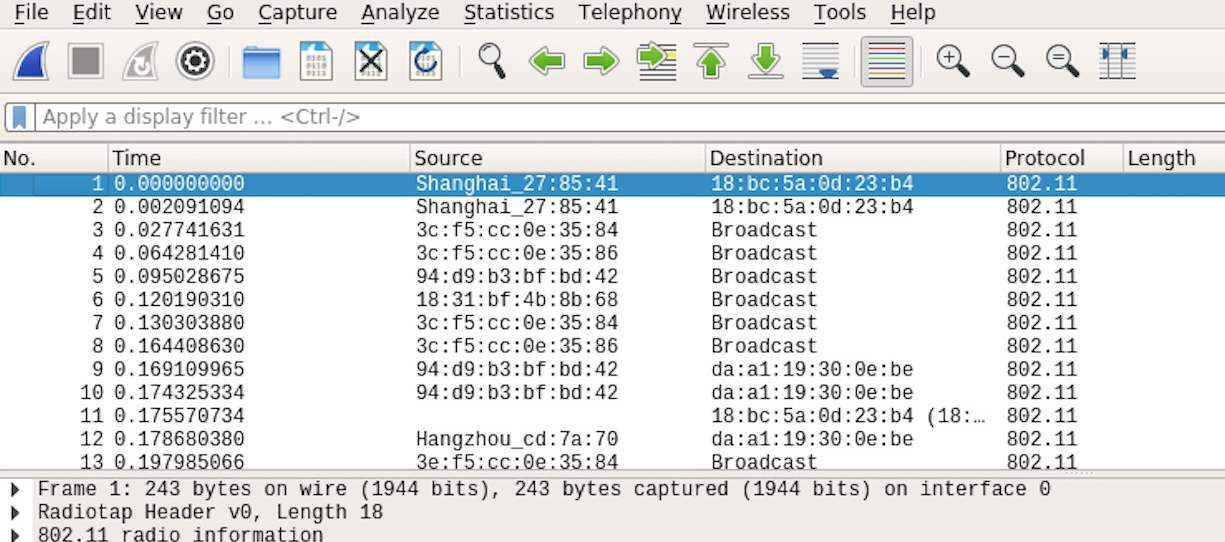 File Edit View Go Capture Analyze Statistics Telephony Wireless Tools Help
Apply a display filter … <Ctrl-/>
No. Time Source Destination Protocol Length
1 0.000000000 Shanghai_27:85:41 18:bc:5a:0d:23:b4 802.11
2 0.002091094 Shanghai_27:85:41 18:bc:5a:0d:23:b4 802.11
3 0.027741631 3c:f5:cc:0e:35:84 Broadcast 802.11
4 0.064281410 3c:f5:cc:0e:35:86 Broadcast 802.11
5 0.095028675 94:d9:b3:bf:bd:42 Broadcast 802.11
6 0.120190310 18:31:bf:4b:8b:68 Broadcast 802.11
7 0.130303880 3c:f5:cc:0e:35:84 Broadcast 802.11
8 0.164408630 3c:f5:cc:0e:35:86 Broadcast 802.11
9 0.169109965 94:d9:b3:bf:bd:42 da:a1:19:30:0e:be 802.11
10 0.174325334 94:d9:b3:bf:bd:42 da:a1:19:30:0e:be 802.11
11 0.175570734 18:bc:5a:0d:23:b4 (18:… 802.11
12 0.178680380 Hangzhou_cd:7a:70 da:a1:19:30:0e:be 802.11
13 0.197985066 3e:f5:cc:0e:35:84 Broadcast 802.11
Frame 1: 243 bytes on wire (1944 bits), 243 bytes captured (1944 bits) on interface 0
Radiotap Header v0, Length 18
802.11 radio information